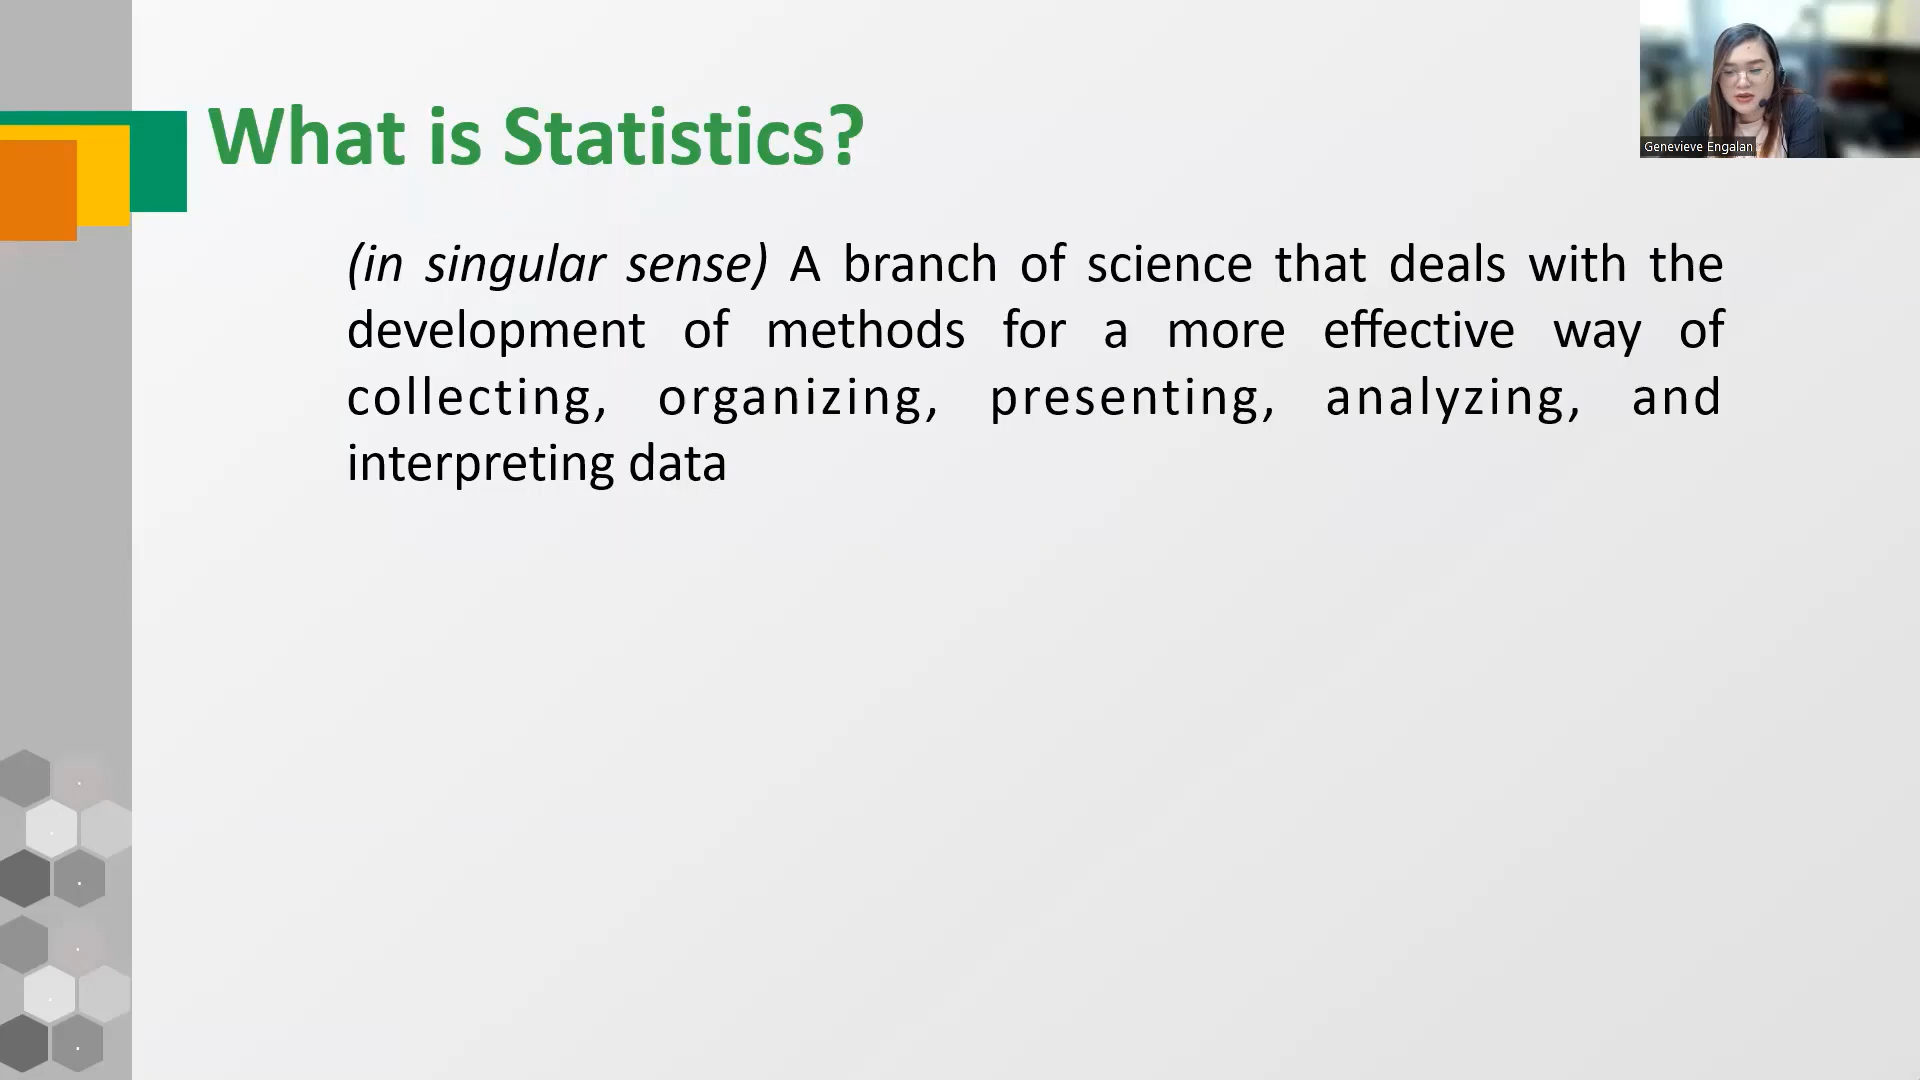 What is Statistics?
(in singular sense) A branch of science that deals with the
development of methods for a more effective way of
collecting, organizing, presenting, analyzing, and
interpreting data
Genevieve Engalan